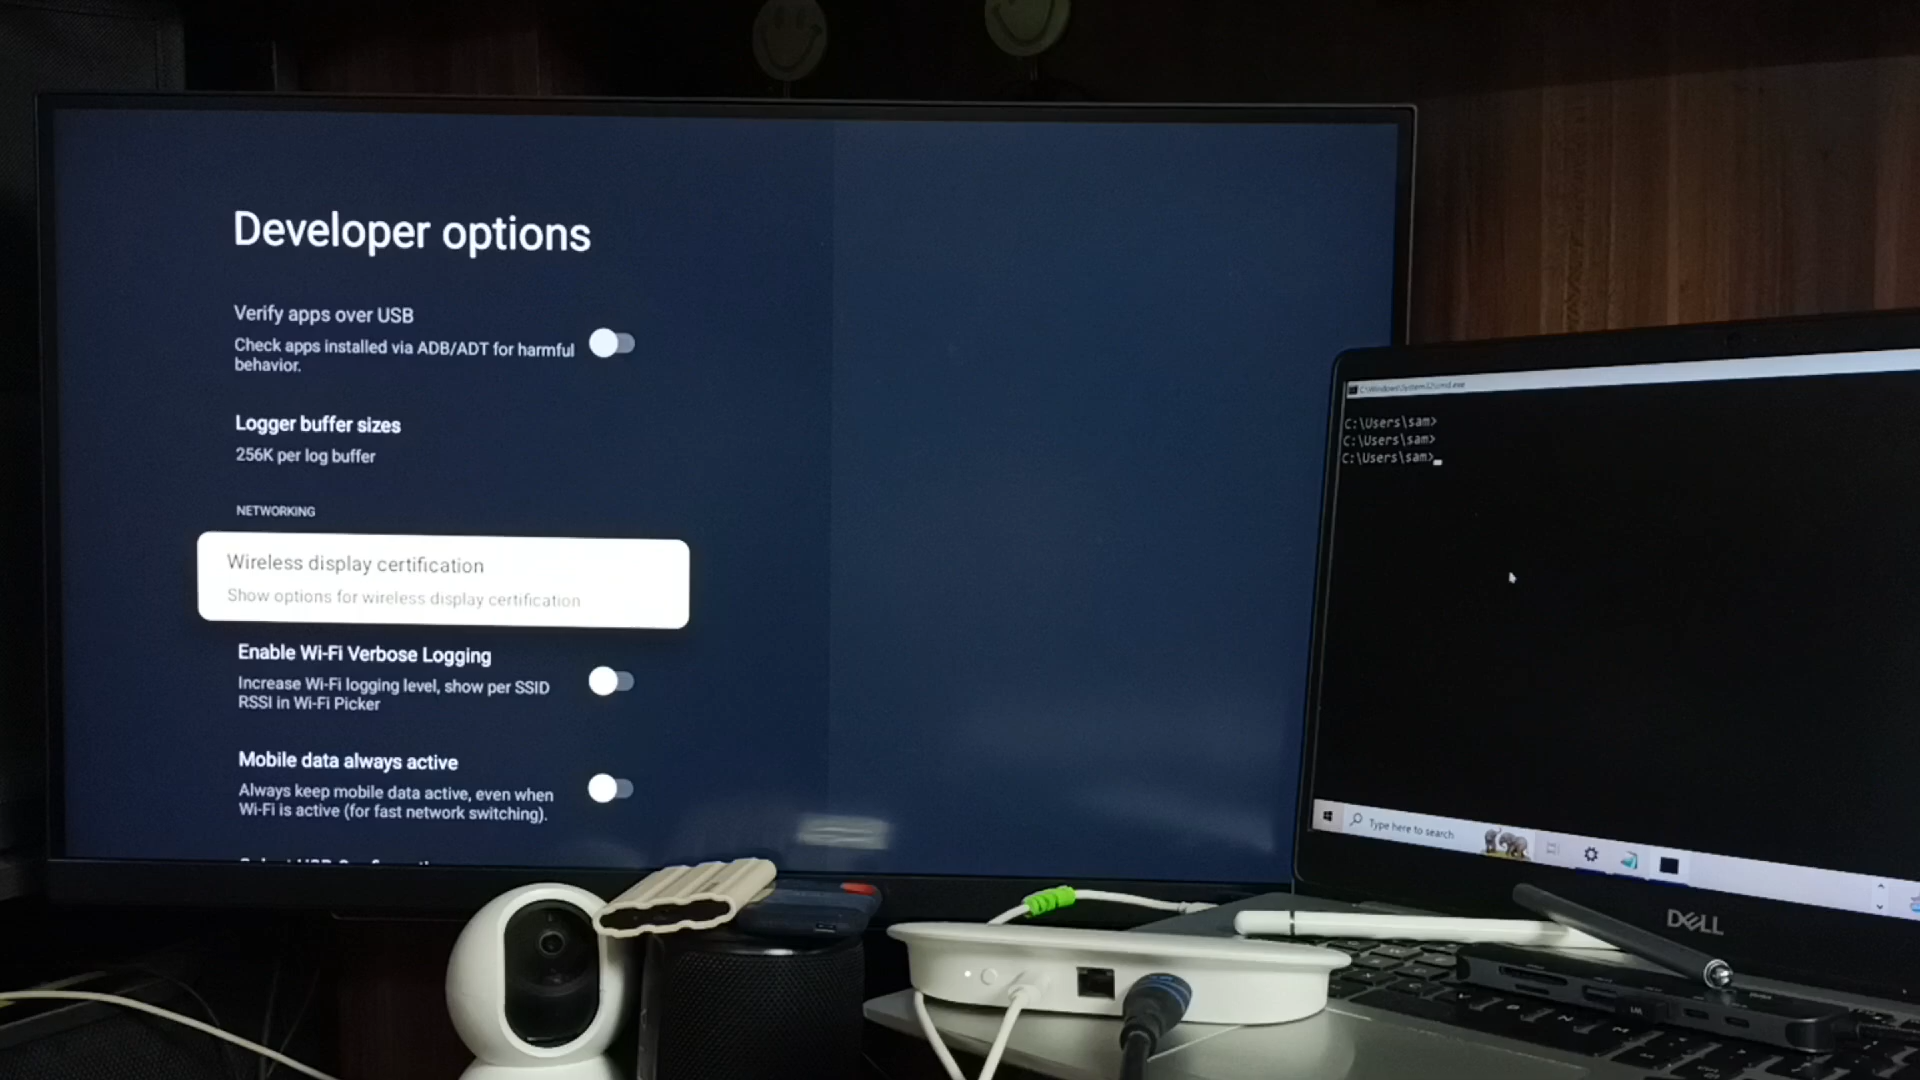 Developer options
Verify apps over USB
Check apps installed via ADB/ADT for harmful
behavior.
Logger buffer sizes
256K per log buffer
NETWORKING
Wireless display certification
Show options for wireless display certification
Enable Wi-Fi Verbose Logging
Increase Wi-Fi logging level, show per SSID
RSSI in Wi-Fi Picker
Mobile data always active
Always keep mobile data active, even when
Wi-Fi is active (for fast network switching).
C:\Windows\System32\cmd.exe
C:\Users\sam>
C:\Users\sam>
C:\Users\sam>
Type here to search
DELL